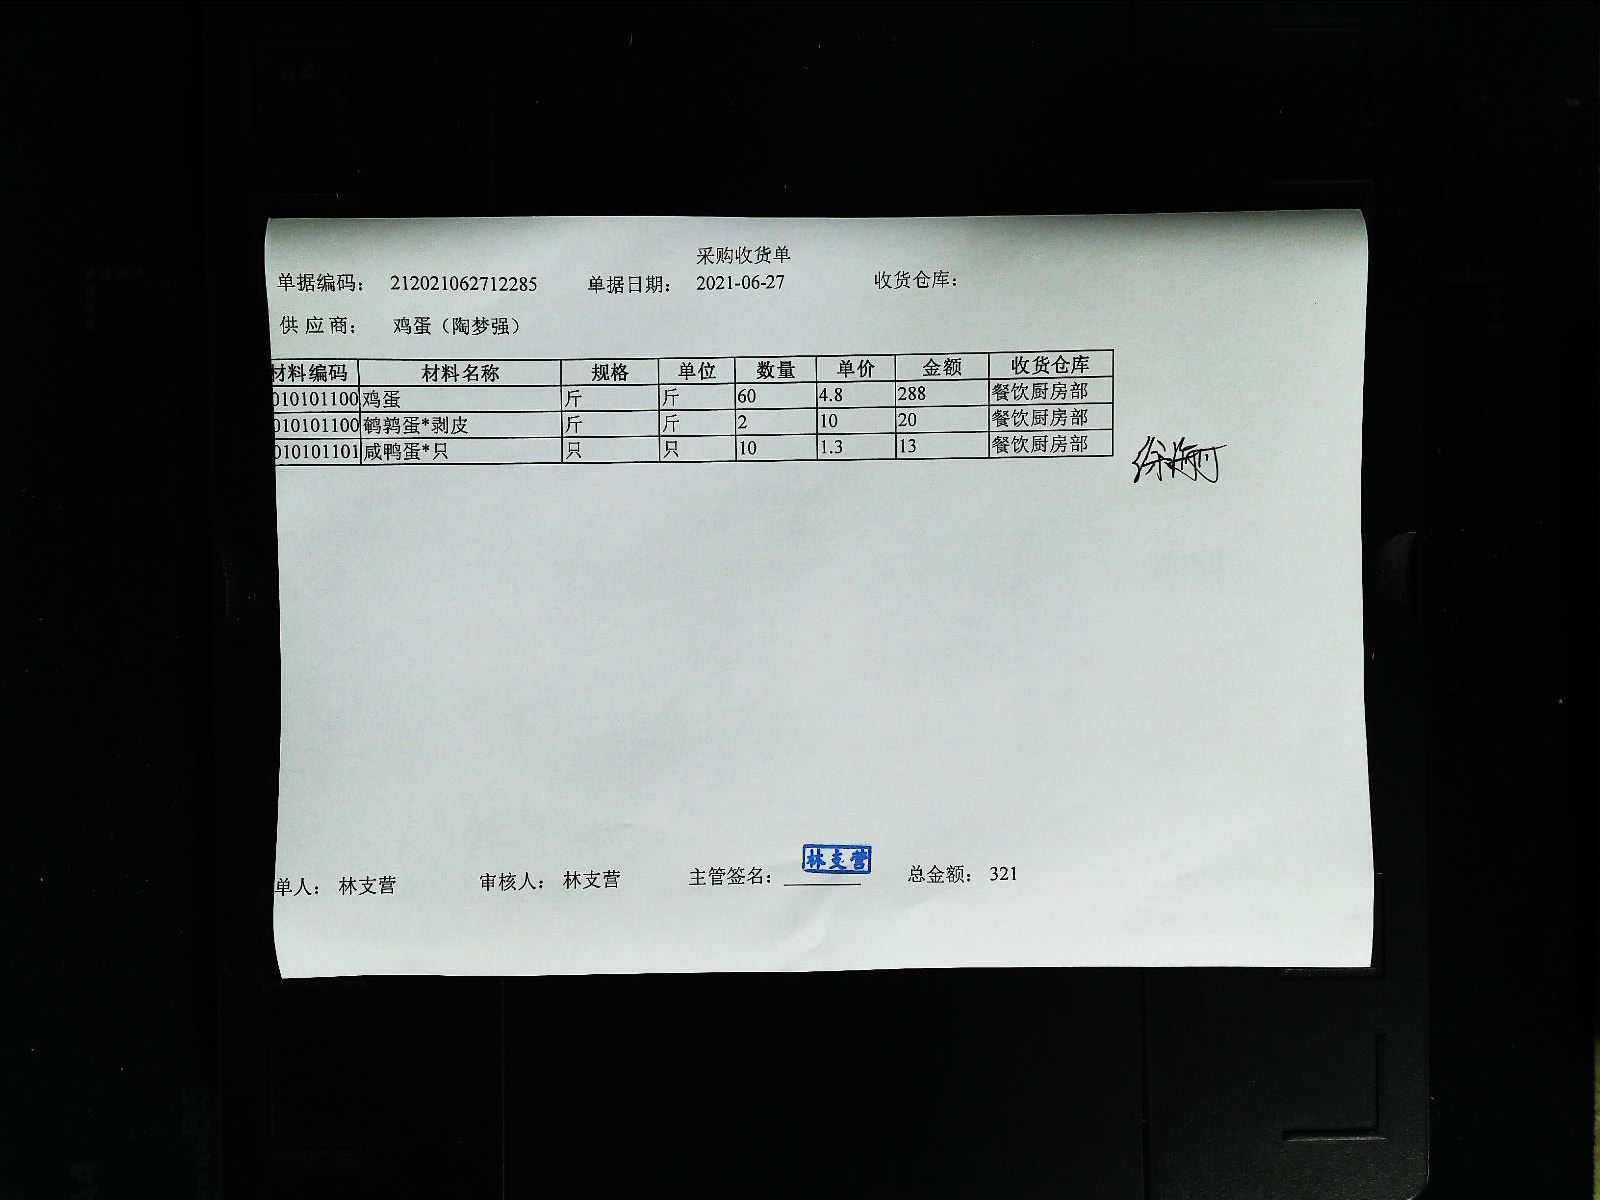 采购收货单
单据编码： 212021062712285 单据日期： 2021-06-27 收货仓库：
供 应 商： 鸡蛋（陶梦强）
材料编码 材料名称 规格 单位 数量 单价 金额 收货仓库
010101100 鸡蛋 斤 斤 60 4.8 288 餐饮厨房部
010101100 鹌鹑蛋*剥皮 斤 斤 2 10 20 餐饮厨房部
010101101 咸鸭蛋*只 只 只 10 1.3 13 餐饮厨房部
林支营
单人： 林支营 审核人： 林支营 主管签名： 总金额： 321